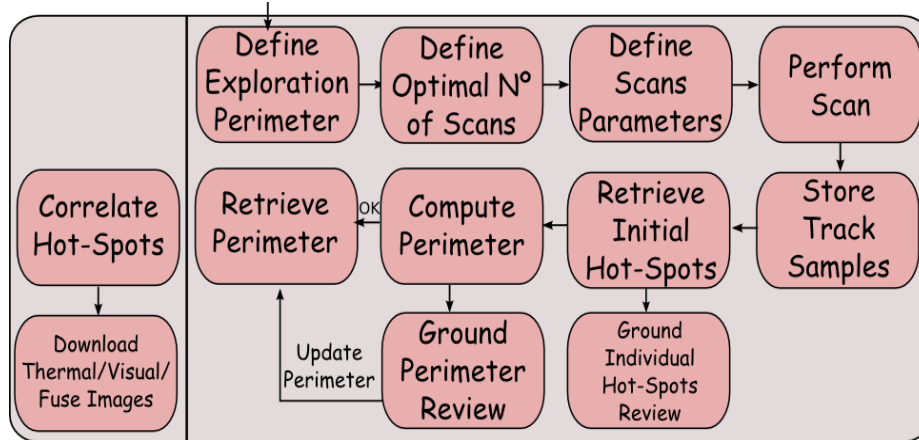 Define
Exploration
Perimeter
Define
Optimal Nº
of Scans
Define
Scans
Parameters
Perform
Scan
Correlate
Hot-Spots
Retrieve
Perimeter
OK
Compute
Perimeter
Retrieve
Initial
Hot-Spots
Store
Track
Samples
Download
Thermal/Visual/
Fuse Images
Update
Perimeter
Ground
Perimeter
Review
Ground
Individual
Hot-Spots
Review